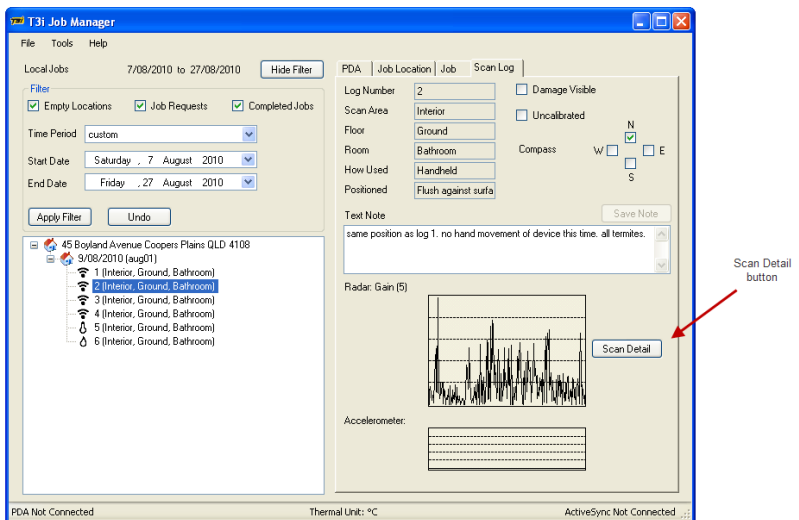 T3i T3i Job Manager
File Tools Help
Local Jobs 7/08/2010 to 27/08/2010 Hide Filter
Filter
Empty Locations Job Requests Completed Jobs
Time Period custom
Start Date Saturday , 7 August 2010
End Date Friday , 27 August 2010
Apply Filter Undo
45 Boyland Avenue Coopers Plains QLD 4108
9/08/2010 (aug01)
1 (Interior, Ground, Bathroom)
2 (Interior, Ground, Bathroom)
3 (Interior, Ground, Bathroom)
4 (Interior, Ground, Bathroom)
5 (Interior, Ground, Bathroom)
6 (Interior, Ground, Bathroom)
PDA Job Location Job Scan Log
Log Number 2 Damage Visible
Scan Area Interior Uncalibrated
Floor Ground N
Room Bathroom Compass W E
How Used Handheld S
Positioned Flush against surfa
Text Note Save Note
same position as log 1. no hand movement of device this time. all termites.
Radar: Gain (5)
Scan Detail
Accelerometer:
Scan Detail
button
PDA Not Connected Thermal Unit: °C ActiveSync Not Connected